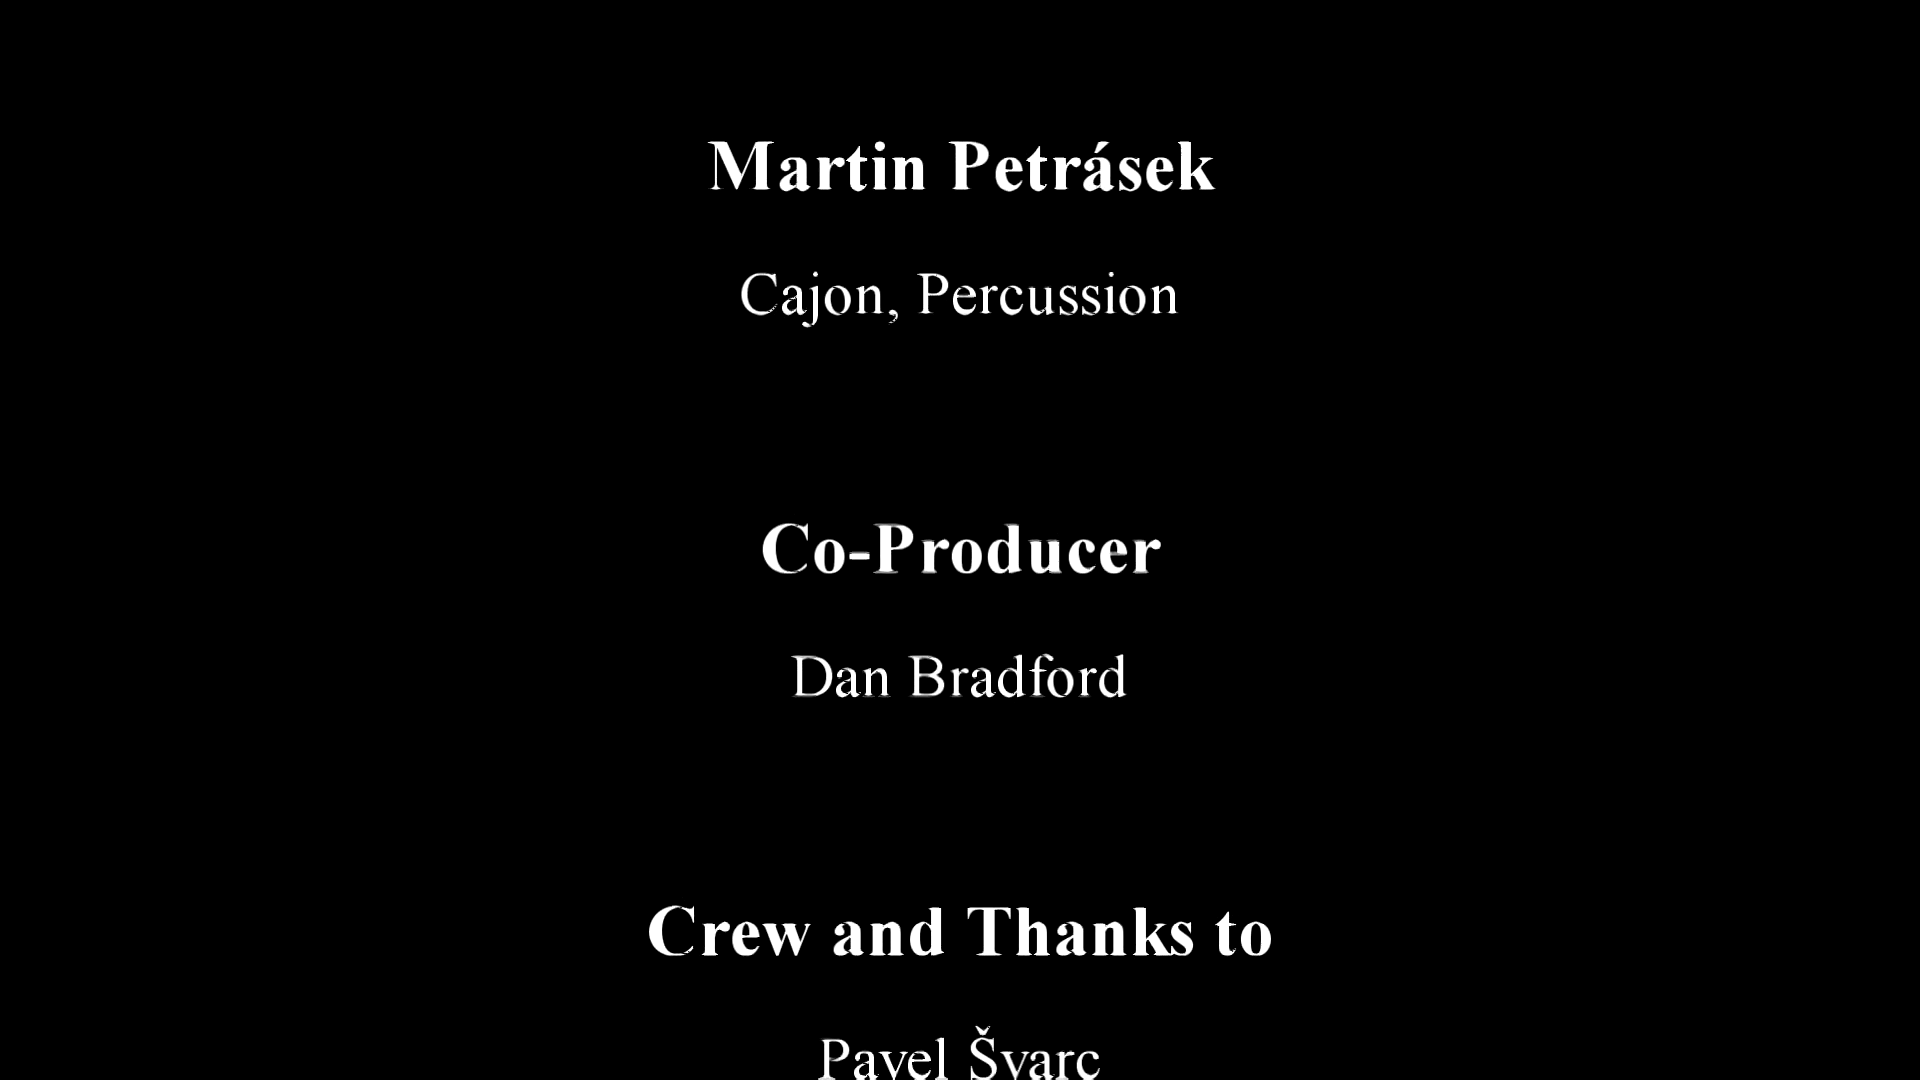 Martin Petrásek
Cajon, Percussion
Co-Producer
Dan Bradford
Crew and Thanks to
Pavel Švarc